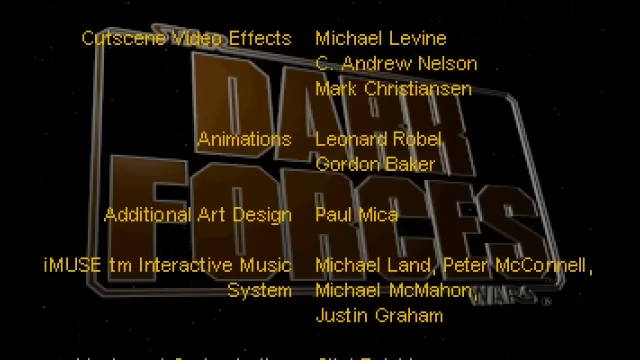 Cutscene Video Effects Michael Levine
C. Andrew Nelson
Mark Christiansen
Animations Leonard Robel
Gordon Baker
Additional Art Design Paul Mica
iMUSE tm Interactive Music Michael Land, Peter McConnell,
System Michael McMahon,
Justin Graham
DARK
FORCES
WARS